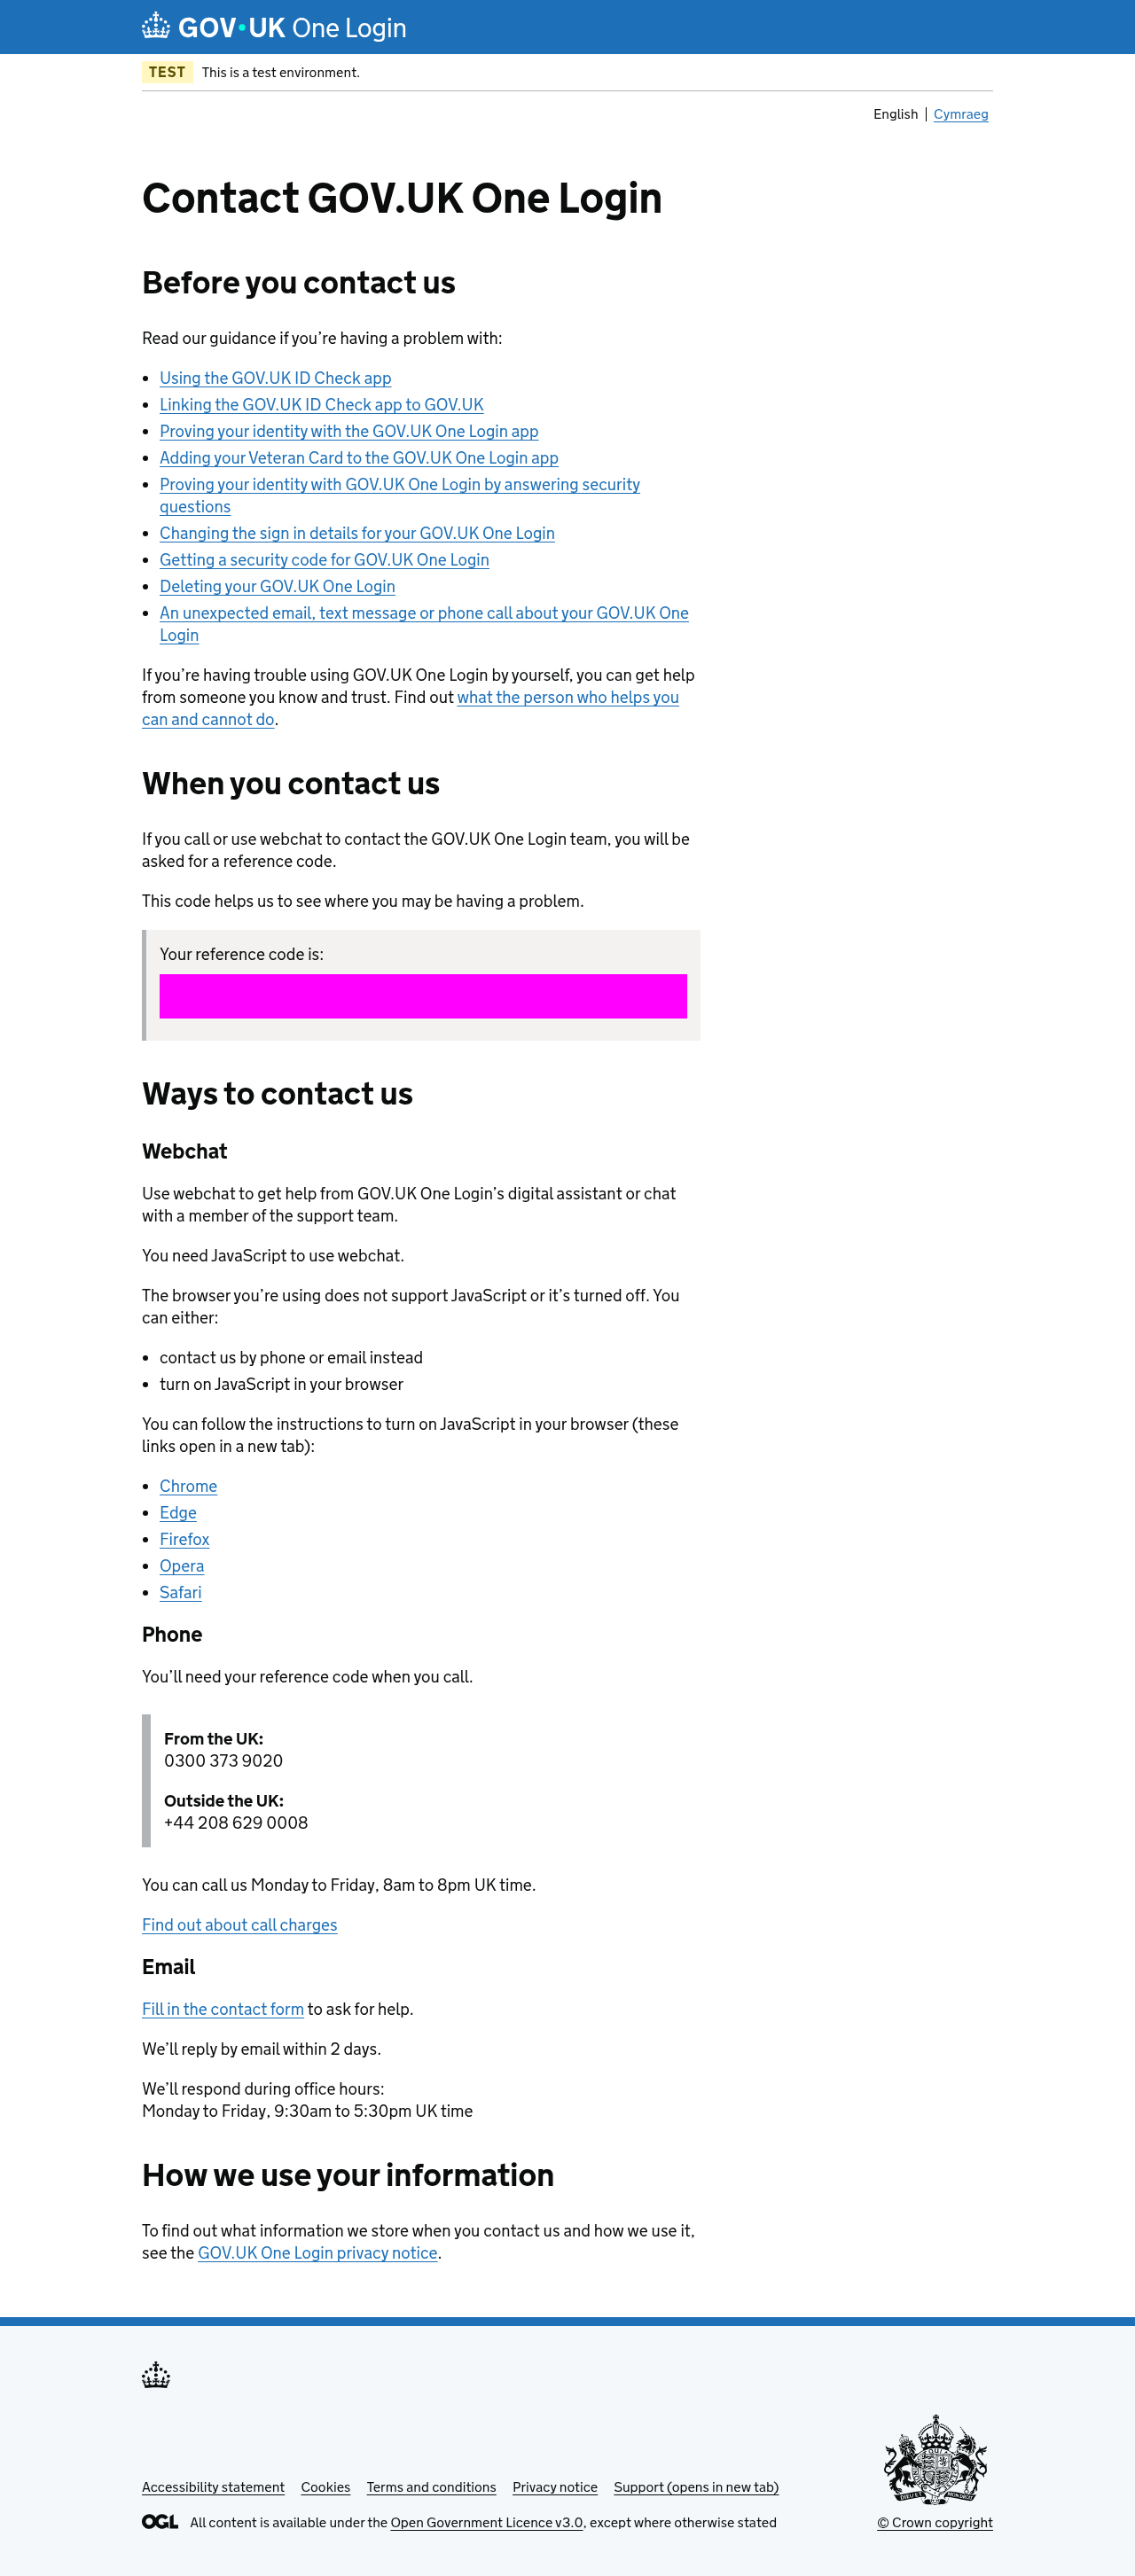 GOV•UK One Login
TEST This is a test environment.
English | Cymraeg
Contact GOV.UK One Login
Before you contact us
Read our guidance if you’re having a problem with:
Using the GOV.UK ID Check app
Linking the GOV.UK ID Check app to GOV.UK
Proving your identity with the GOV.UK One Login app
Adding your Veteran Card to the GOV.UK One Login app
Proving your identity with GOV.UK One Login by answering security
questions
Changing the sign in details for your GOV.UK One Login
Getting a security code for GOV.UK One Login
Deleting your GOV.UK One Login
An unexpected email, text message or phone call about your GOV.UK One
Login
If you’re having trouble using GOV.UK One Login by yourself, you can get help
from someone you know and trust. Find out what the person who helps you
can and cannot do.
When you contact us
If you call or use webchat to contact the GOV.UK One Login team, you will be
asked for a reference code.
This code helps us to see where you may be having a problem.
Your reference code is:
Ways to contact us
Webchat
Use webchat to get help from GOV.UK One Login’s digital assistant or chat
with a member of the support team.
You need JavaScript to use webchat.
The browser you’re using does not support JavaScript or it’s turned off. You
can either:
contact us by phone or email instead
turn on JavaScript in your browser
You can follow the instructions to turn on JavaScript in your browser (these
links open in a new tab):
Chrome
Edge
Firefox
Opera
Safari
Phone
You’ll need your reference code when you call.
From the UK:
0300 373 9020
Outside the UK:
+44 208 629 0008
You can call us Monday to Friday, 8am to 8pm UK time.
Find out about call charges
Email
Fill in the contact form to ask for help.
We’ll reply by email within 2 days.
We’ll respond during office hours:
Monday to Friday, 9:30am to 5:30pm UK time
How we use your information
To find out what information we store when you contact us and how we use it,
see the GOV.UK One Login privacy notice.
Accessibility statement Cookies Terms and conditions Privacy notice Support (opens in new tab)
OGL All content is available under the Open Government Licence v3.0, except where otherwise stated
© Crown copyright